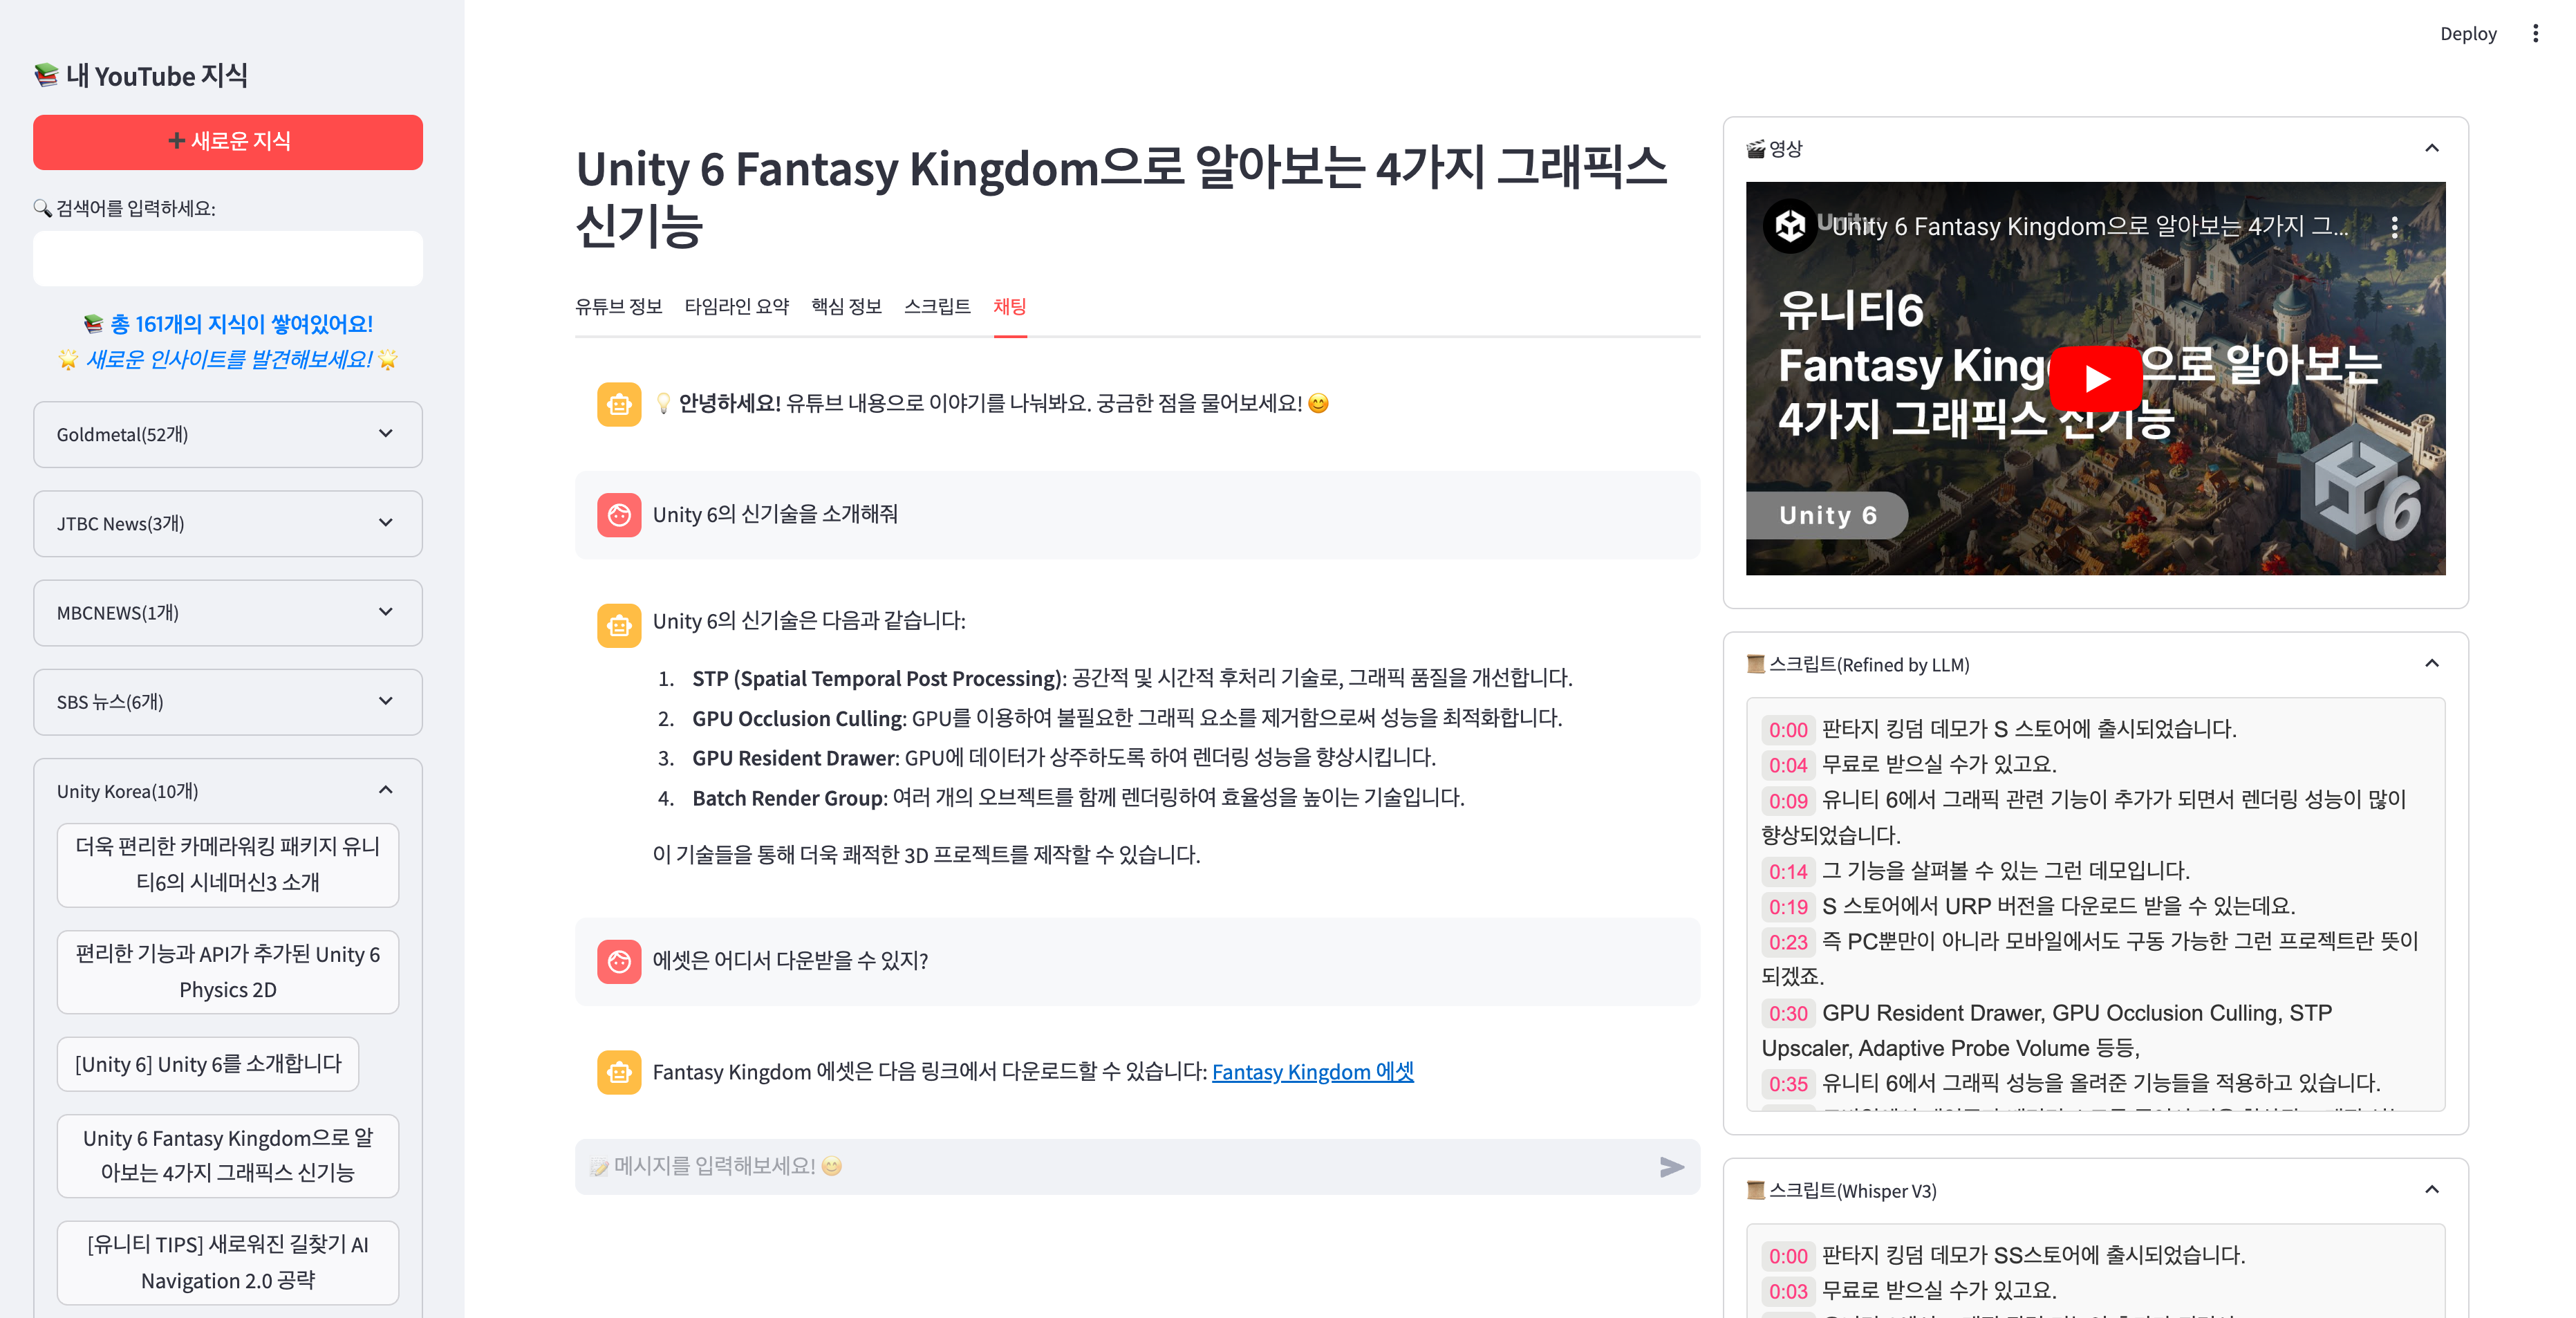 Deploy
📚 내 YouTube 지식
➕ 새로운 지식
🔍 검색어를 입력하세요:
📚 총 161개의 지식이 쌓여있어요!
🌟 새로운 인사이트를 발견해보세요! 🌟
Goldmetal(52개)
JTBC News(3개)
MBCNEWS(1개)
SBS 뉴스(6개)
Unity Korea(10개)
더욱 편리한 카메라워킹 패키지 유니
티6의 시네머신3 소개
편리한 기능과 API가 추가된 Unity 6
Physics 2D
[Unity 6] Unity 6를 소개합니다
Unity 6 Fantasy Kingdom으로 알
아보는 4가지 그래픽스 신기능
[유니티 TIPS] 새로워진 길찾기 AI
Navigation 2.0 공략
Unity 6 Fantasy Kingdom으로 알아보는 4가지 그래픽스
신기능
유튜브 정보
타임라인 요약
핵심 정보
스크립트
채팅
💡 안녕하세요! 유튜브 내용으로 이야기를 나눠봐요. 궁금한 점을 물어보세요! 😊
Unity 6의 신기술을 소개해줘
Unity 6의 신기술은 다음과 같습니다:
1. STP (Spatial Temporal Post Processing): 공간적 및 시간적 후처리 기술로, 그래픽 품질을 개선합니다.
2. GPU Occlusion Culling: GPU를 이용하여 불필요한 그래픽 요소를 제거함으로써 성능을 최적화합니다.
3. GPU Resident Drawer: GPU에 데이터가 상주하도록 하여 렌더링 성능을 향상시킵니다.
4. Batch Render Group: 여러 개의 오브젝트를 함께 렌더링하여 효율성을 높이는 기술입니다.
이 기술들을 통해 더욱 쾌적한 3D 프로젝트를 제작할 수 있습니다.
에셋은 어디서 다운받을 수 있지?
Fantasy Kingdom 에셋은 다음 링크에서 다운로드할 수 있습니다: Fantasy Kingdom 에셋
📝 메시지를 입력해보세요! 😊
🎬 영상
Unity
Unity 6 Fantasy Kingdom으로 알아보는 4가지 그...
유니티6
Fantasy King으로 알아보는
4가지 그래픽스 신기능
Unity 6
6
📜 스크립트(Refined by LLM)
0:00 판타지 킹덤 데모가 S 스토어에 출시되었습니다.
0:04 무료로 받으실 수가 있고요.
0:09 유니티 6에서 그래픽 관련 기능이 추가가 되면서 렌더링 성능이 많이
향상되었습니다.
0:14 그 기능을 살펴볼 수 있는 그런 데모입니다.
0:19 S 스토어에서 URP 버전을 다운로드 받을 수 있는데요.
0:23 즉 PC뿐만이 아니라 모바일에서도 구동 가능한 그런 프로젝트란 뜻이
되겠죠.
0:30 GPU Resident Drawer, GPU Occlusion Culling, STP
Upscaler, Adaptive Probe Volume 등등,
0:35 유니티 6에서 그래픽 성능을 올려준 기능들을 적용하고 있습니다.
📜 스크립트(Whisper V3)
0:00 판타지 킹덤 데모가 SS스토어에 출시되었습니다.
0:03 무료로 받으실 수가 있고요.